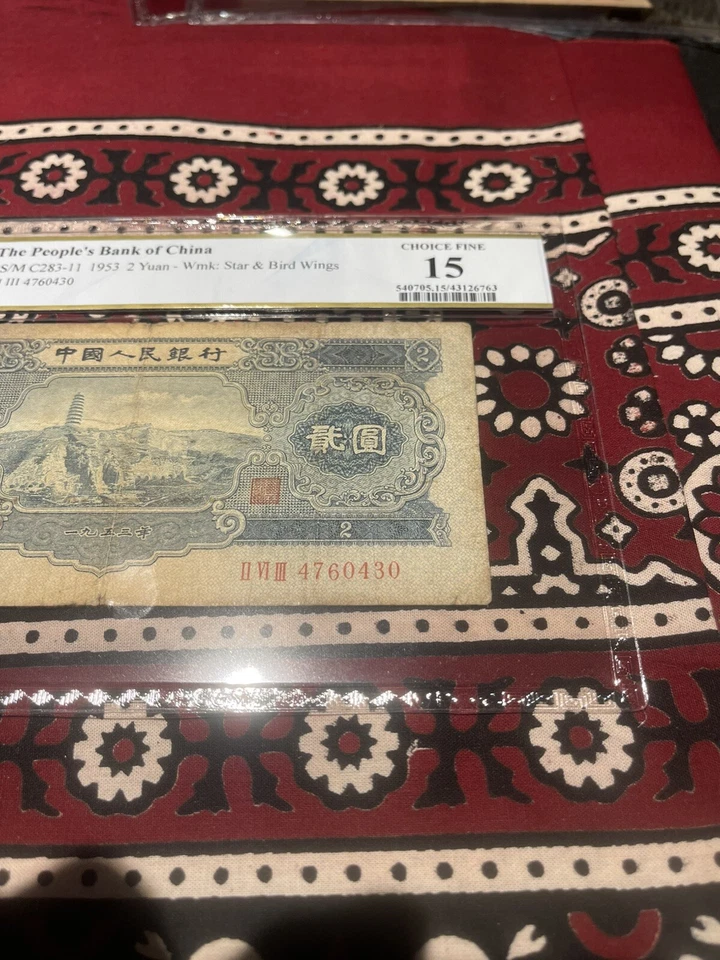 The People's Bank of China
S/M C283-11 1953 2 Yuan - Wmk: Star & Bird Wings
III 4760430
CHOICE FINE
15
540705.15/43126763
中國人民銀行
2
貳圓
一九五三年
2
II VI III 4760430